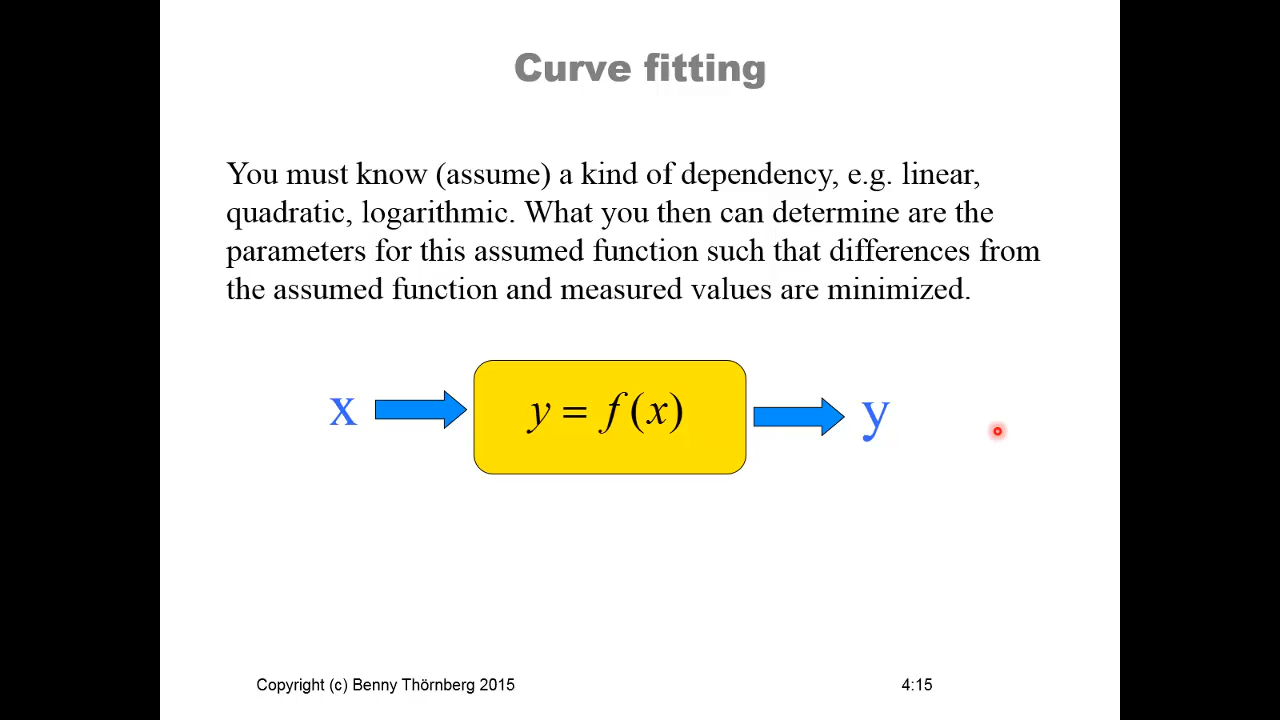 Curve fitting
You must know (assume) a kind of dependency, e.g. linear,
quadratic, logarithmic. What you then can determine are the
parameters for this assumed function such that differences from
the assumed function and measured values are minimized.
x
y = f(x)
y
Copyright (c) Benny Thörnberg 2015
4:15